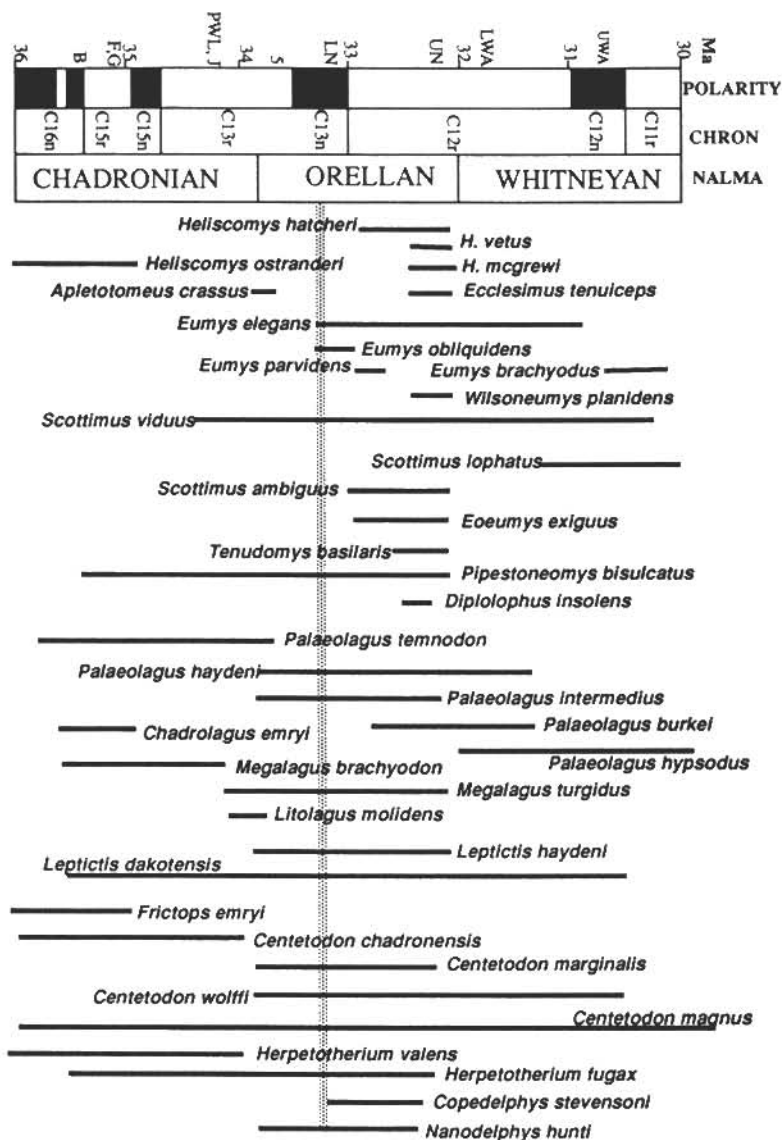 36 B F,G 35 PWL, J 34 5 LN 33 UN 32 LWA 31 UWA 30 Ma
POLARITY
C16n C15r C15n C13r C13n C12r C12n C11r CHRON
CHADRONIAN ORELLAN WHITNEYAN NALMA
Heliscomys hatcheri
H. vetus
Heliscomys ostranderi H. mcgrewi
Apletotomeus crassus Ecclesimus tenuiceps
Eumys elegans
Eumys obliquidens
Eumys parvidens Eumys brachyodus
Wilsoneumys planidens
Scottimus viduus
Scottimus lophatus
Scottimus ambiguus
Eoeumys exiguus
Tenudomys basilaris
Pipestoneomys bisulcatus
Diplolophus insolens
Palaeolagus temnodon
Palaeolagus haydeni
Palaeolagus intermedius
Chadrolagus emryi Palaeolagus burkei
Megalagus brachyodon Palaeolagus hypsodus
Megalagus turgidus
Litolagus molidens
Leptictis haydeni
Leptictis dakotensis
Frictops emryi
Centetodon chadronensis
Centetodon marginalis
Centetodon wolffi
Centetodon magnus
Herpetotherium valens
Herpetotherium fugax
Copedelphys stevensoni
Nanodelphys hunti